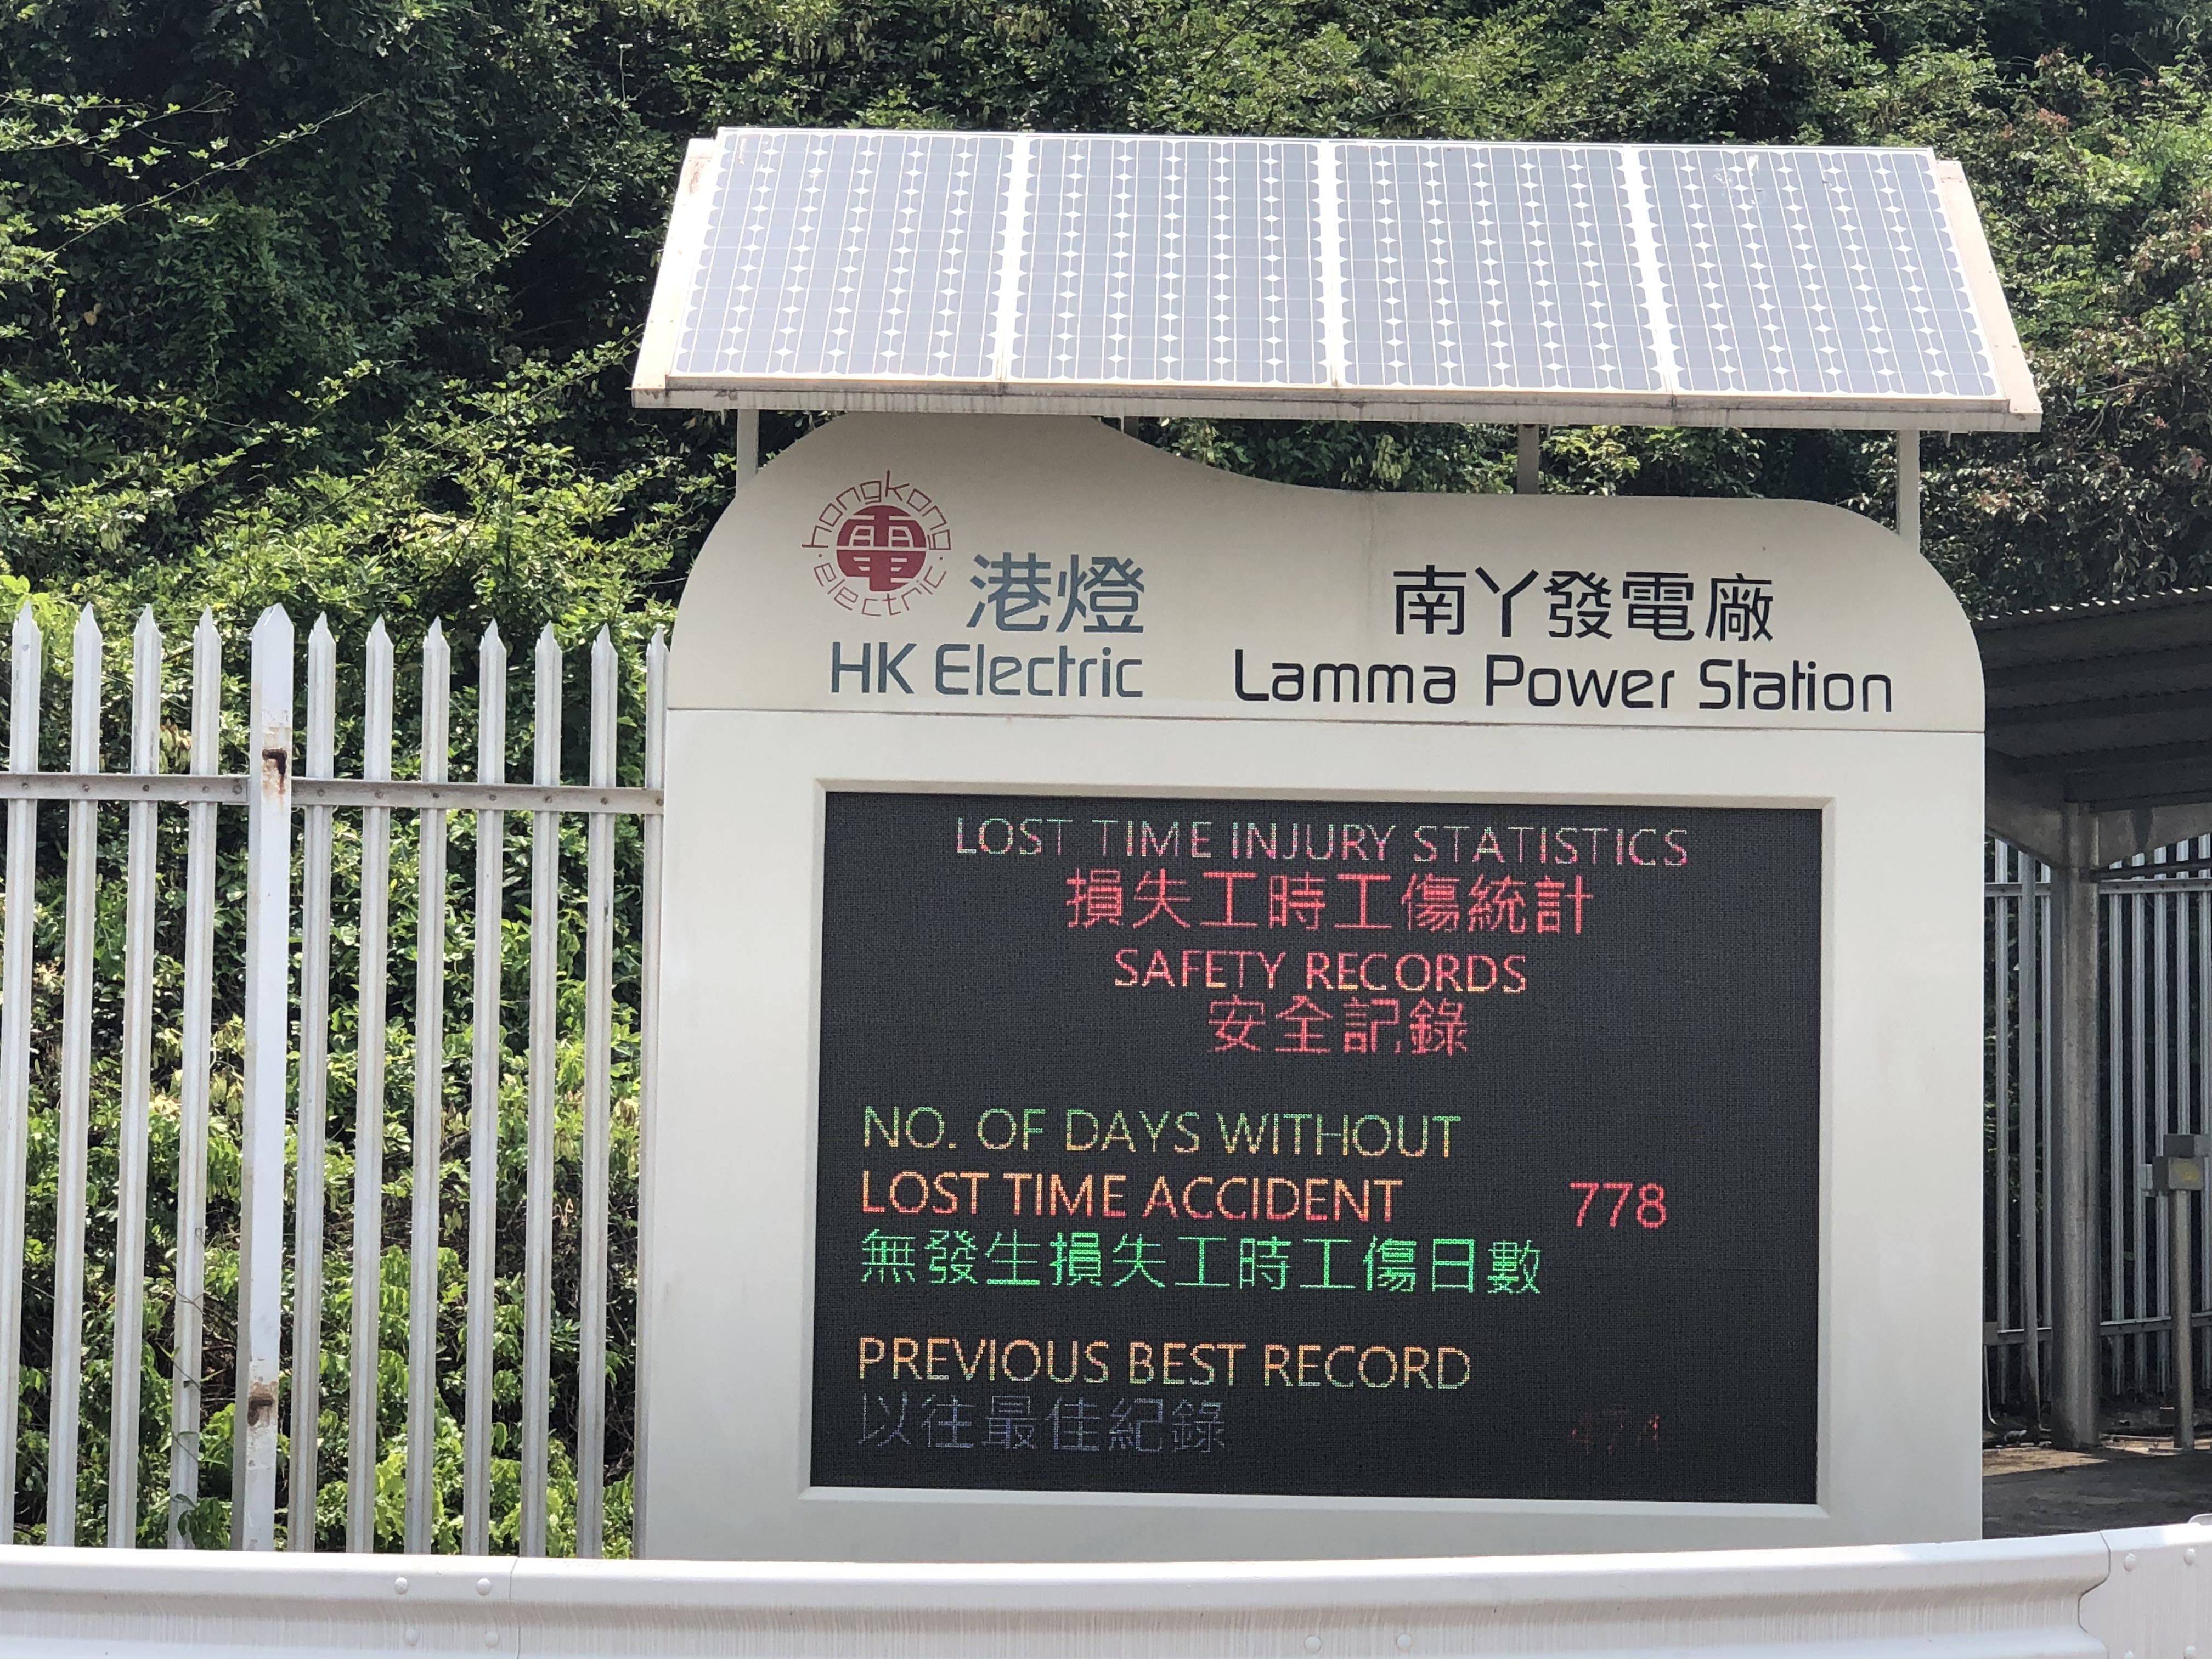 hongkong electric
電
港燈
HK Electric
南丫發電廠
Lamma Power Station
LOST TIME INJURY STATISTICS
損失工時工傷統計
SAFETY RECORDS
安全記錄
NO. OF DAYS WITHOUT
LOST TIME ACCIDENT 778
無發生損失工時工傷日數
PREVIOUS BEST RECORD
以往最佳紀錄